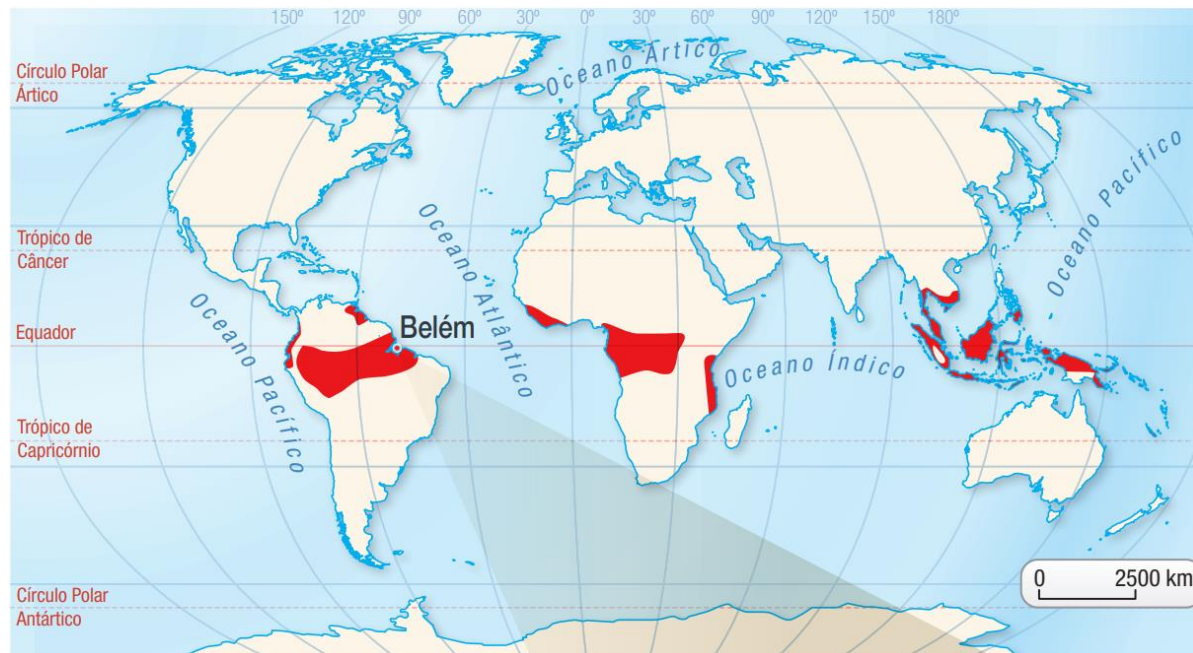 150º 120º 90º 60º 30º 0º 30º 60º 90º 120º 150º 180º
Oceano Ártico
Círculo Polar
Ártico
Oceano Pacífico
Oceano Atlântico
Trópico de
Câncer
Oceano Pacífico
Equador
Belém
Oceano Índico
Trópico de
Capricórnio
0 2500 km
Círculo Polar
Antártico